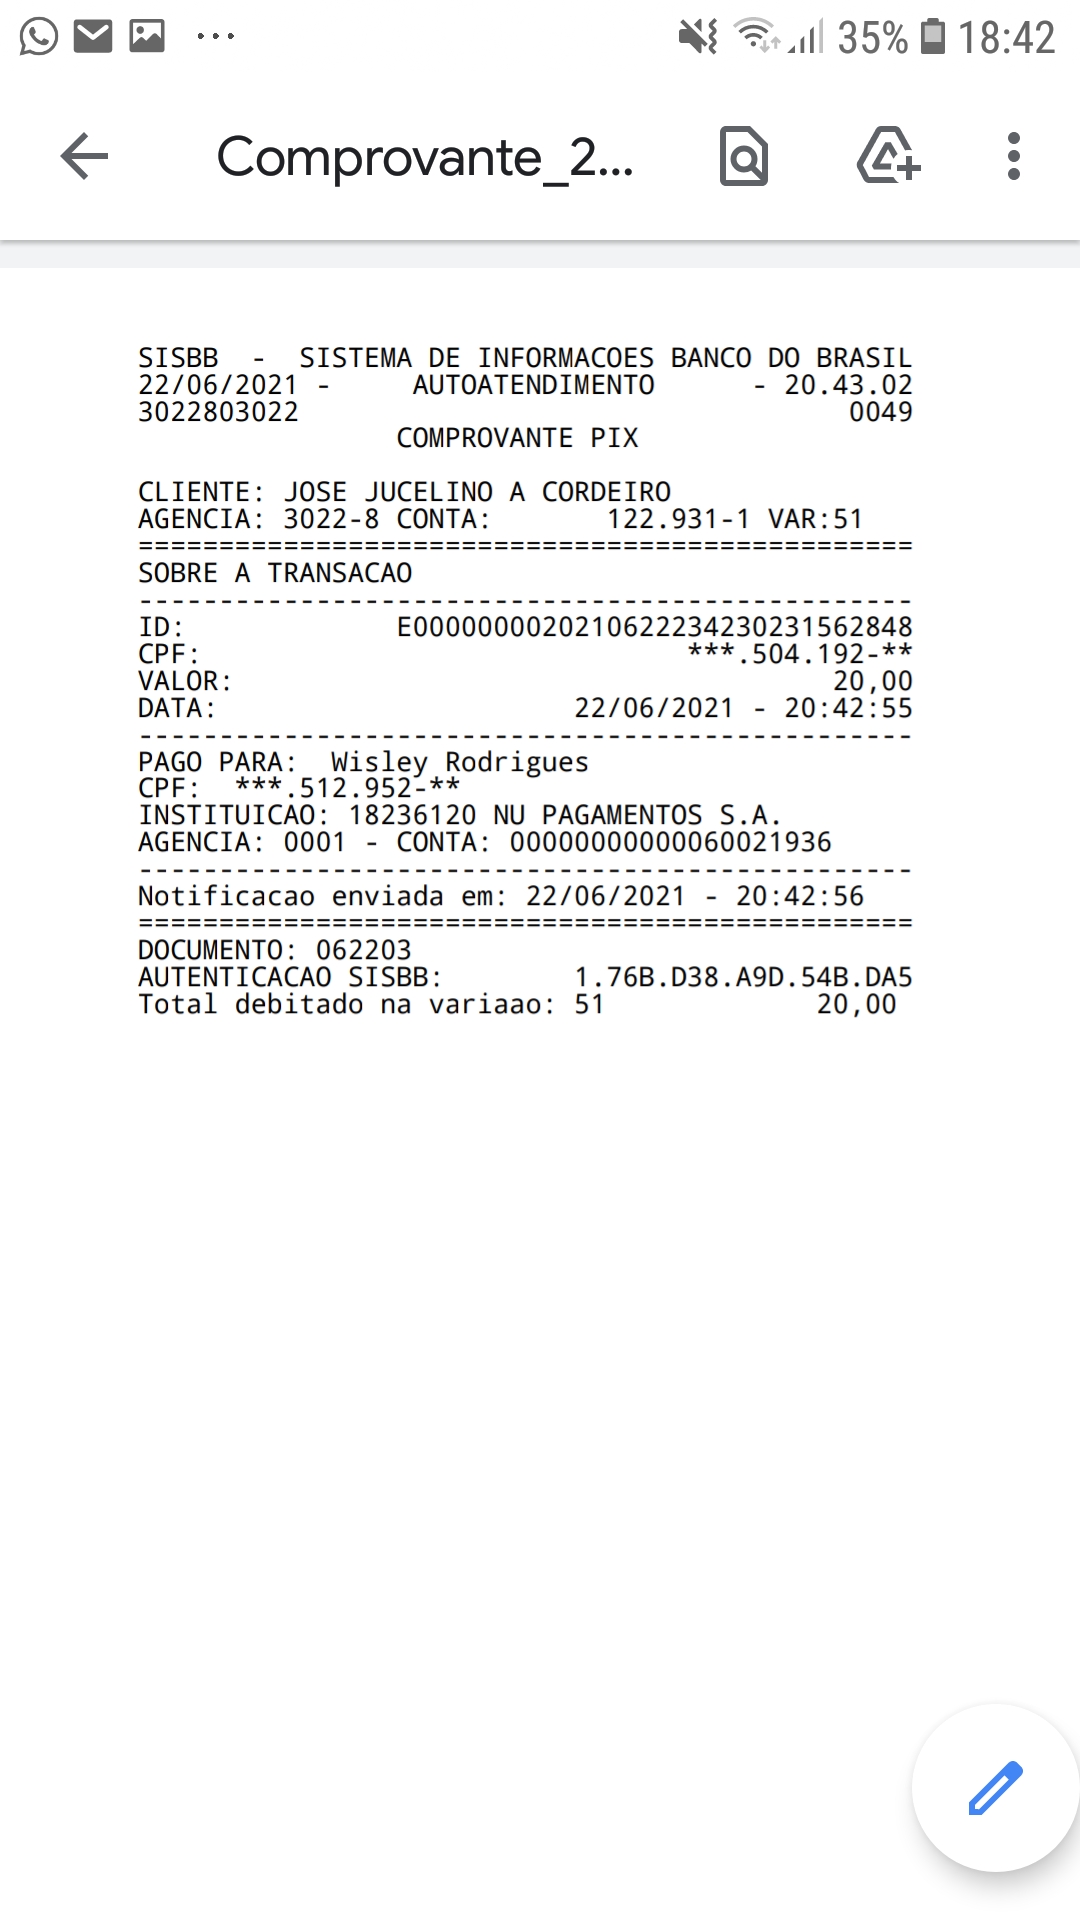 35% 18:42
Comprovante_2...
SISBB - SISTEMA DE INFORMACOES BANCO DO BRASIL
22/06/2021 - AUTOATENDIMENTO - 20.43.02
3022803022 0049
COMPROVANTE PIX
CLIENTE: JOSE JUCELINO A CORDEIRO
AGENCIA: 3022-8 CONTA: 122.931-1 VAR:51
================================================
SOBRE A TRANSACAO
------------------------------------------------
ID: E0000000020210622234230231562848
CPF: ***.504.192-**
VALOR: 20,00
DATA: 22/06/2021 - 20:42:55
------------------------------------------------
PAGO PARA: Wisley Rodrigues
CPF: ***.512.952-**
INSTITUICAO: 18236120 NU PAGAMENTOS S.A.
AGENCIA: 0001 - CONTA: 00000000000060021936
------------------------------------------------
Notificacao enviada em: 22/06/2021 - 20:42:56
================================================
DOCUMENTO: 062203
AUTENTICACAO SISBB: 1.76B.D38.A9D.54B.DA5
Total debitado na variaao: 51 20,00